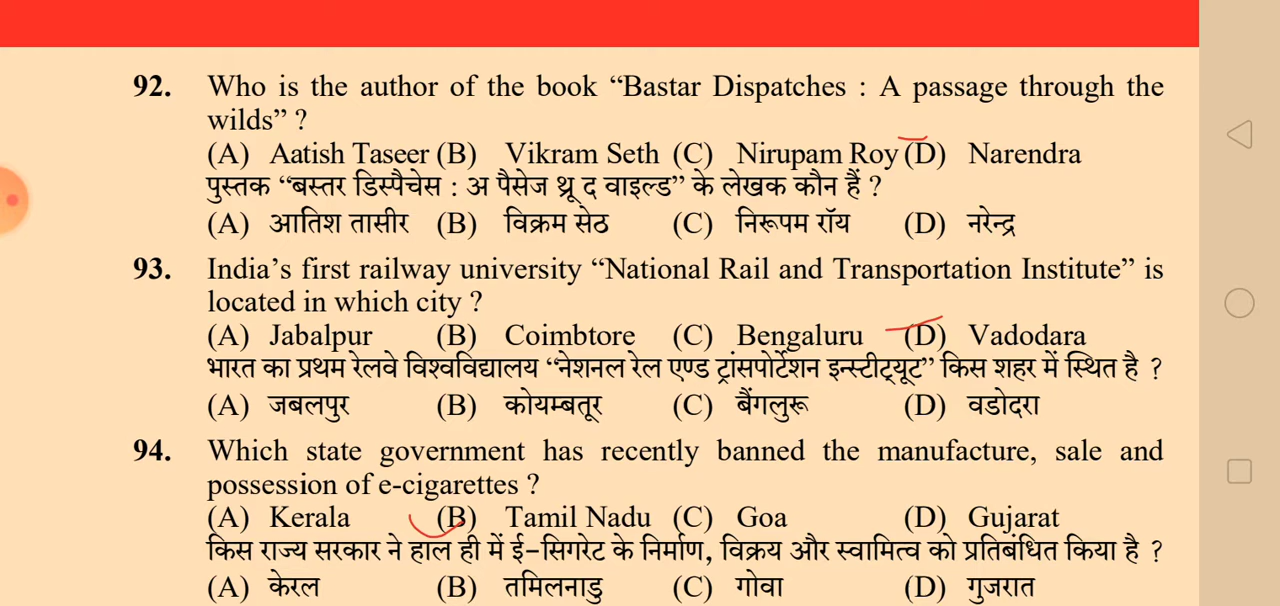 92. Who is the author of the book “Bastar Dispatches : A passage through the
wilds” ?
(A) Aatish Taseer (B) Vikram Seth (C) Nirupam Roy (D) Narendra
पुस्तक “बस्तर डिस्पैचेस : अ पैसेज थ्रू द वाइल्ड” के लेखक कौन हैं ?
(A) आतिश तासीर (B) विक्रम सेठ (C) निरूपम रॉय (D) नरेन्द्र
93. India’s first railway university “National Rail and Transportation Institute” is
located in which city ?
(A) Jabalpur (B) Coimbtore (C) Bengaluru (D) Vadodara
भारत का प्रथम रेलवे विश्वविद्यालय “नेशनल रेल एण्ड ट्रांसपोर्टेशन इन्स्टीट्यूट” किस शहर में स्थित है ?
(A) जबलपुर (B) कोयम्बतूर (C) बैंगलुरू (D) वडोदरा
94. Which state government has recently banned the manufacture, sale and
possession of e-cigarettes ?
(A) Kerala (B) Tamil Nadu (C) Goa (D) Gujarat
किस राज्य सरकार ने हाल ही में ई-सिगरेट के निर्माण, विक्रय और स्वामित्व को प्रतिबंधित किया है ?
(A) केरल (B) तमिलनाडु (C) गोवा (D) गुजरात